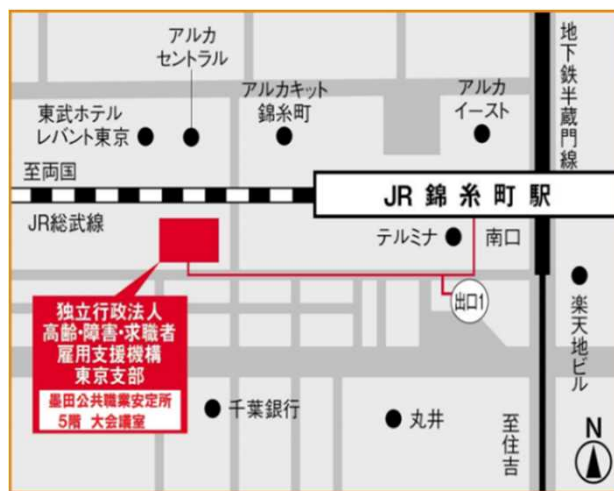 アルカ
セントラル
東武ホテル
レバント東京
アルカキット
錦糸町
アルカ
イースト
地下鉄半蔵門線
至両国
JR錦糸町駅
JR総武線
テルミナ
南口
出口1
楽天地ビル
独立行政法人
高齢・障害・求職者
雇用支援機構
東京支部
墨田公共職業安定所
5階 大会議室
千葉銀行
丸井
至住吉
N